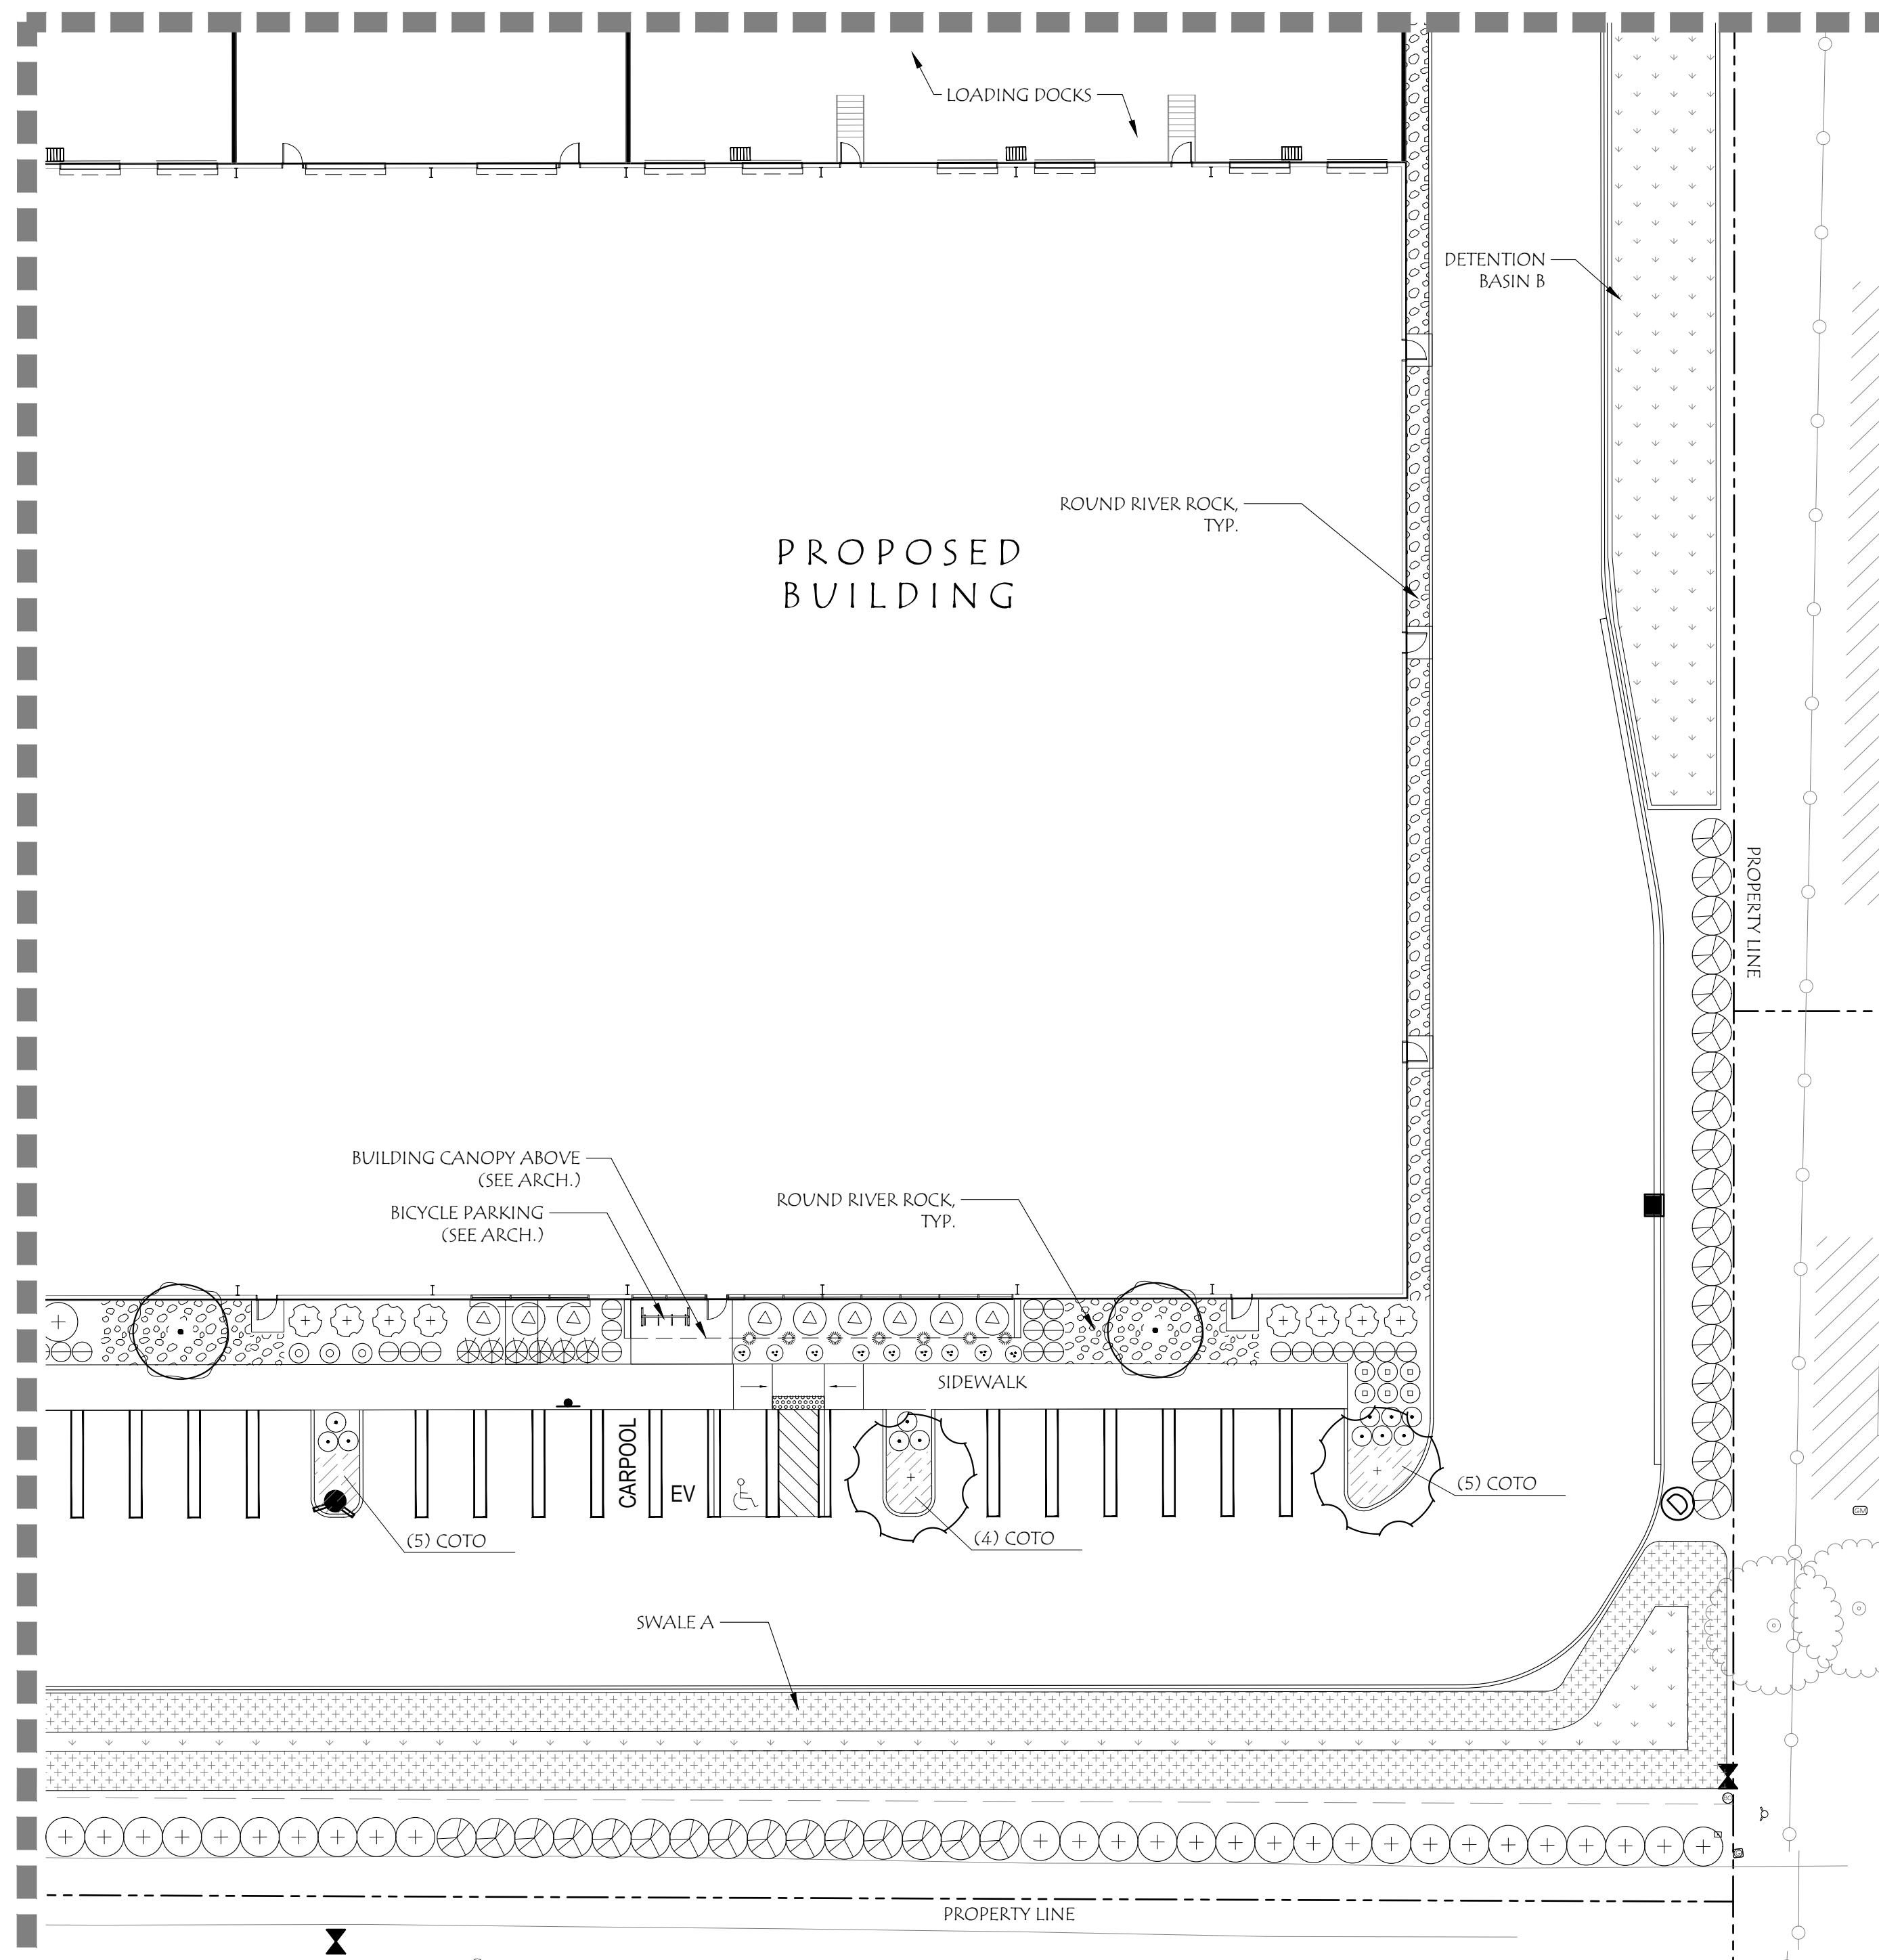 LOADING DOCKS
DETENTION
BASIN B
ROUND RIVER ROCK,
TYP.
PROPOSED
BUILDING
PROPERTY LINE
BUILDING CANOPY ABOVE
(SEE ARCH.)
BICYCLE PARKING
(SEE ARCH.)
ROUND RIVER ROCK,
TYP.
SIDEWALK
CARPOOL
EV
(5) COTO
(4) COTO
(5) COTO
D
GM
SWALE A
PROPERTY LINE